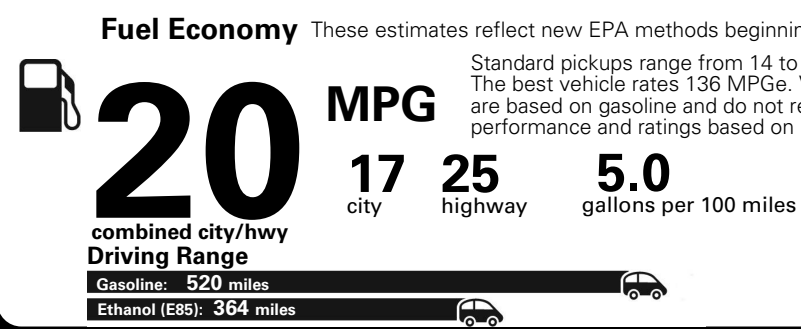 Fuel Economy These estimates reflect new EPA methods
Standard pickups range from 14 to
The best vehicle rates 136 MPGe.
are based on gasoline and do not
performance and ratings based on
20 MPG
17 city
25 highway
5.0 gallons per 100 miles
combined city/hwy
Driving Range
Gasoline: 520 miles
Ethanol (E85): 364 miles